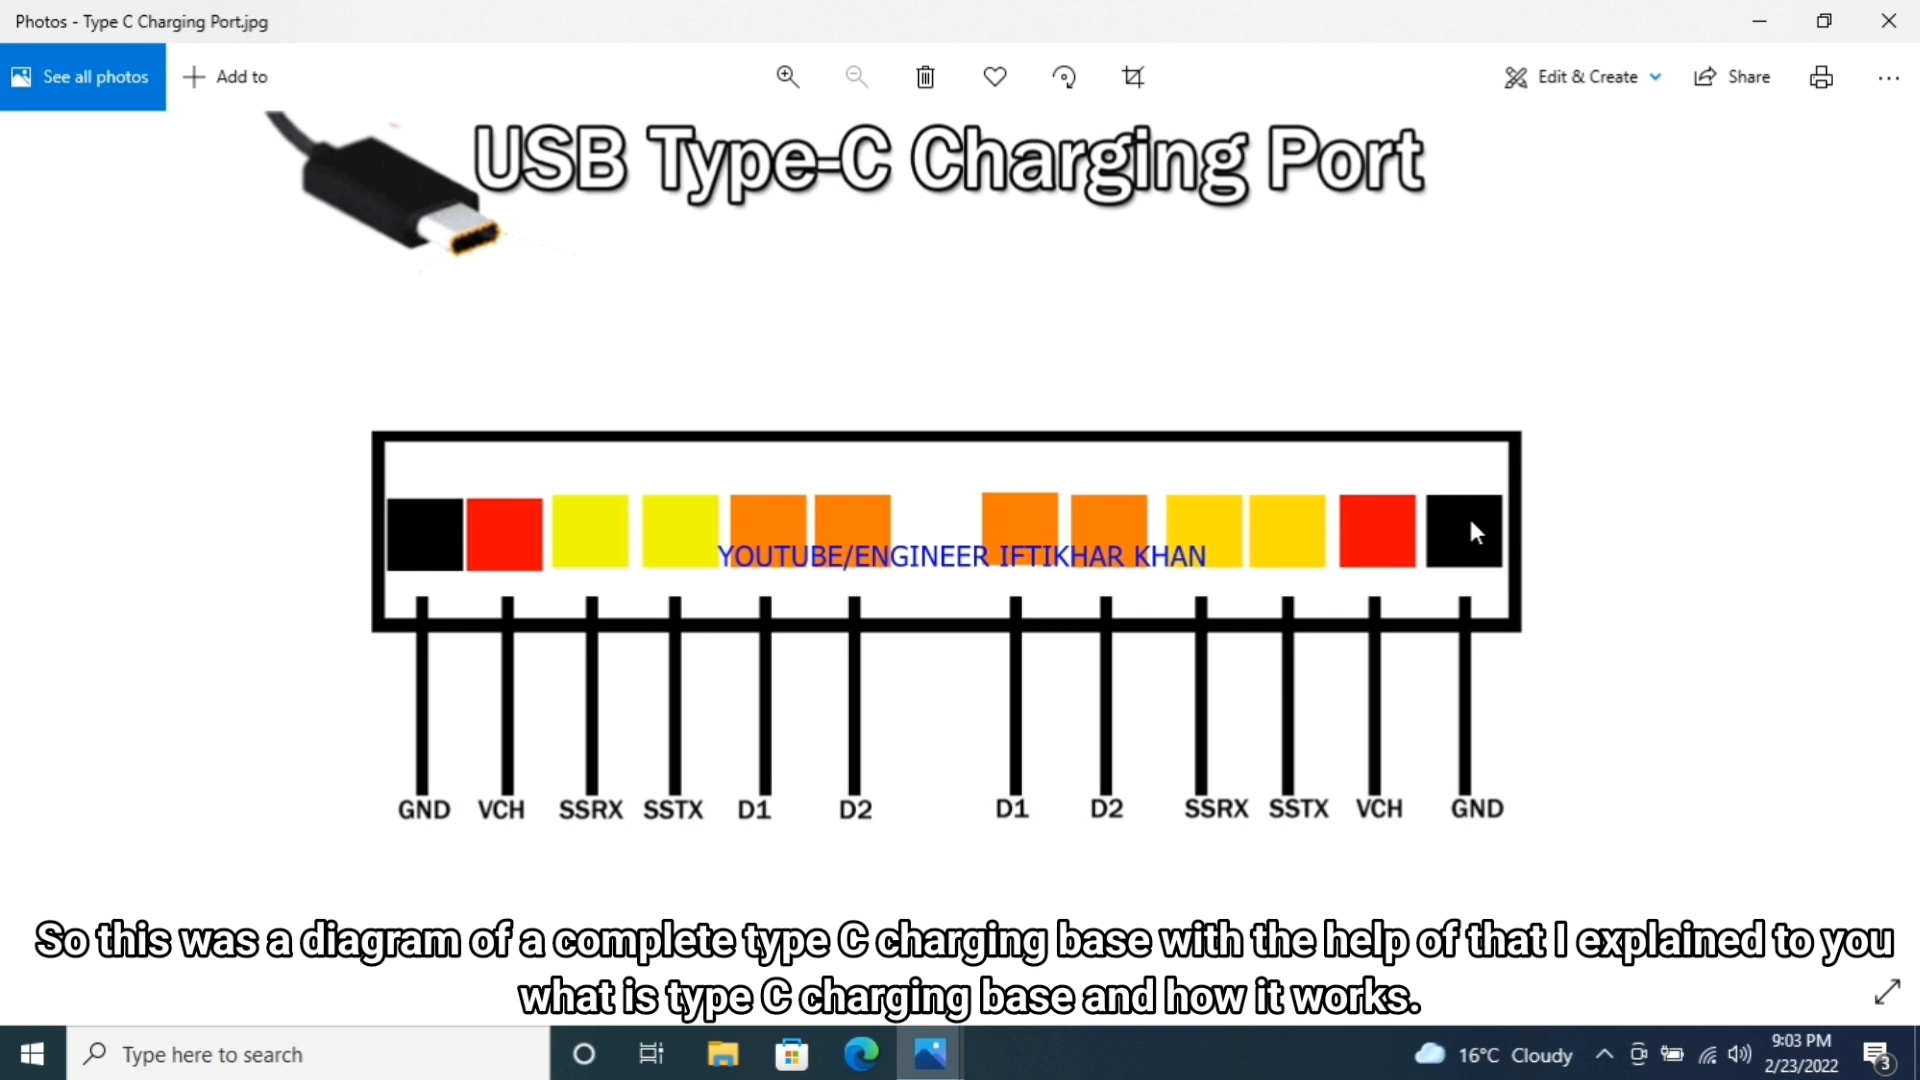 Photos - Type C Charging Port.jpg
See all photos
Add to
Edit & Create
Share
USB Type-C Charging Port
YOUTUBE/ENGINEER IFTIKHAR KHAN
GND VCH SSRX SSTX D1 D2 D1 D2 SSRX SSTX VCH GND
So this was a diagram of a complete type C charging base with the help of that I explained to you
what is type C charging base and how it works.
Type here to search
16°C Cloudy
9:03 PM
2/23/2022
3